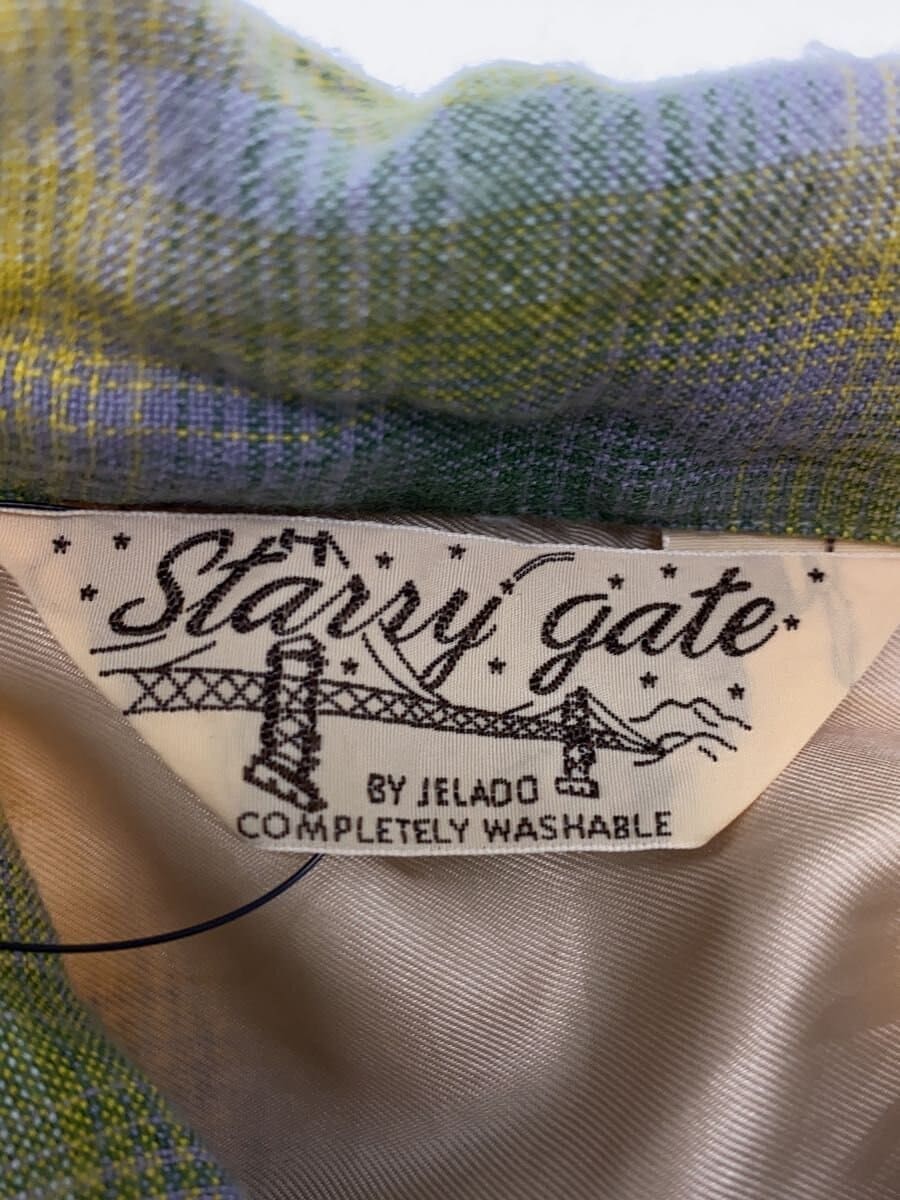 Starry gate
BY JELADO
COMPLETELY WASHABLE